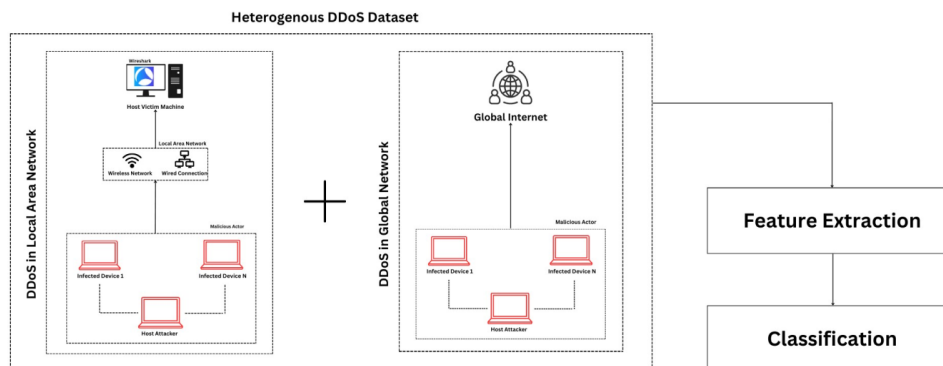 Heterogenous DDoS Dataset
DDoS in Local Area Network
Wireshark
Host Victim Machine
Local Area Network
Wireless Network
Wired Connection
Malicious Actor
Infected Device 1
Infected Device N
Host Attacker
+
DDoS in Global Network
Global Internet
Malicious Actor
Infected Device 1
Infected Device N
Host Attacker
Feature Extraction
Classification